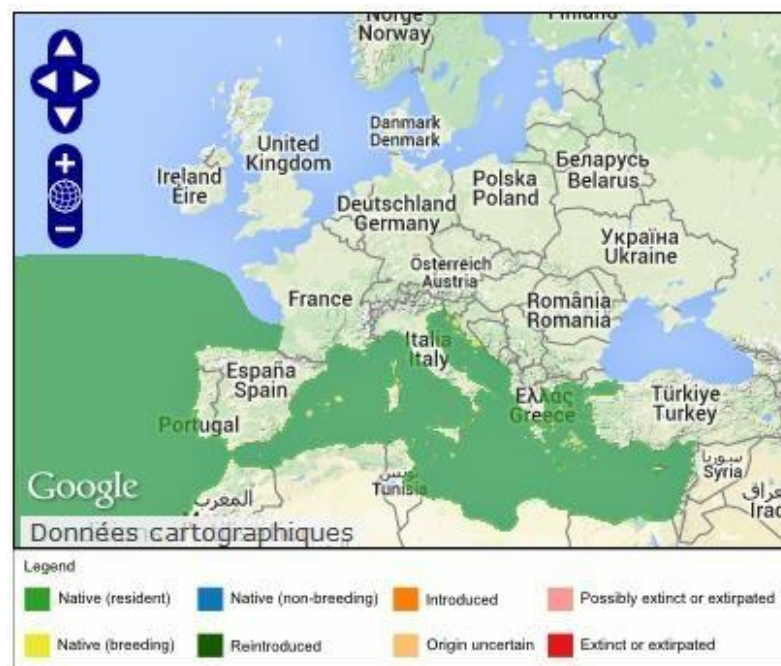 Norge
Norway
Finland
Danmark
Denmark
United
Kingdom
Ireland
Éire
Беларусь
Belarus
Polska
Poland
Deutschland
Germany
Україна
Ukraine
Österreich
Austria
France
România
Romania
Italia
Italy
España
Spain
Ελλάς
Greece
Türkiye
Turkey
Portugal
سوريا
Syria
تونس
Tunisia
Google
المغرب
Données cartographiques
Legend
Native (resident)
Native (non-breeding)
Introduced
Possibly extinct or extirpated
Native (breeding)
Reintroduced
Origin uncertain
Extinct or extirpated